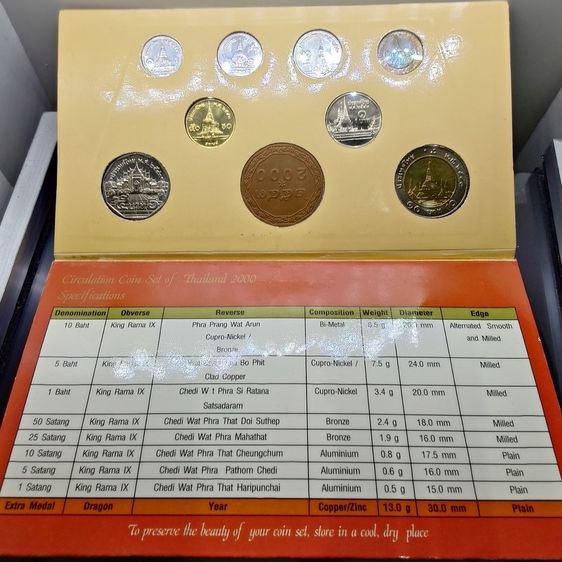 2000
Circulation Coin Set of Thailand 2000
Specifications
Denomination Obverse Reverse Composition Weight Diameter Edge
10 Baht King Rama IX Phra Prang Wat Arun Bi-Metal 8.5 g mm Alternated Smooth
Cupro-Nickel / and Milled
Bronze
5 Baht King Rama IX Bo Phit Cupro-Nickel / 7.5 g 24.0 mm Milled
Clad Copper
1 Baht King Rama IX Chedi W t Phra Si Ratana Cupro-Nickel 3.4 g 20.0 mm Milled
Satsadaram
50 Satang King Rama IX Chedi Wat Phra That Doi Suthep Bronze 2.4 g 18.0 mm Milled
25 Satang King Rama IX Chedi Wat Phra Mahathat Bronze 1.9 g 16.0 mm Milled
10 Satang King Rama IX Chedi Wat Phra That Cheungchum Aluminium 0.8 g 17.5 mm Plain
5 Satang King Rama IX Chedi Wat Phra Pathom Chedi Aluminium 0.6 g 16.0 mm Plain
1 Satang King Rama IX Chedi Wat Phra That Haripunchai Aluminium 0.5 g 15.0 mm Plain
Extra Medal Dragon Year Copper/Zinc 13.0 g 30.0 mm Plain
To preserve the beauty of your coin set, store in a cool, dry place